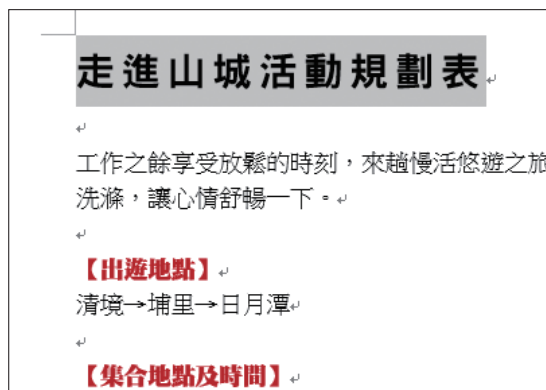 走進山城活動規劃表
工作之餘享受放鬆的時刻，來趟慢活悠遊之旅
洗滌，讓心情舒暢一下。
【出遊地點】
清境→埔里→日月潭
【集合地點及時間】